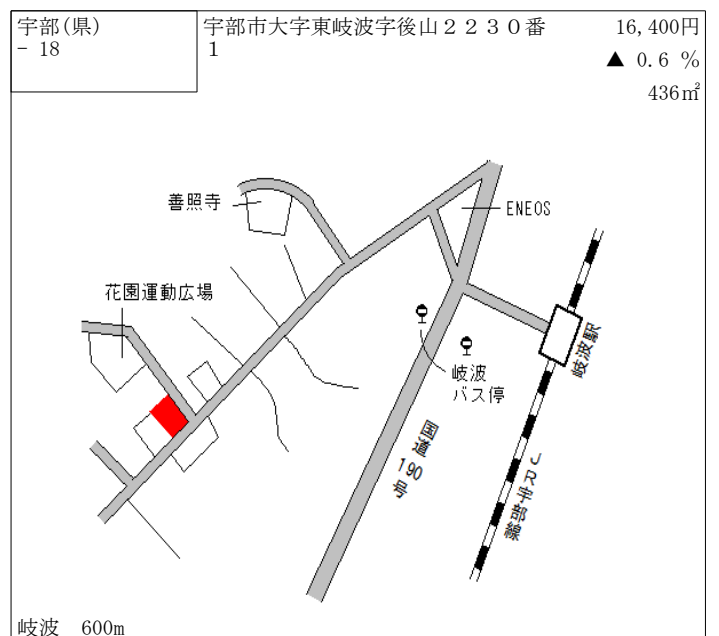 宇部(県)
- 18
宇部市大字東岐波字後山２２３０番
1
16,400円
▲ 0.6 %
436㎡
善照寺
ENEOS
花園運動広場
岐波
バス停
岐波駅
国道190号
ＪＲ宇部線
岐波　600m